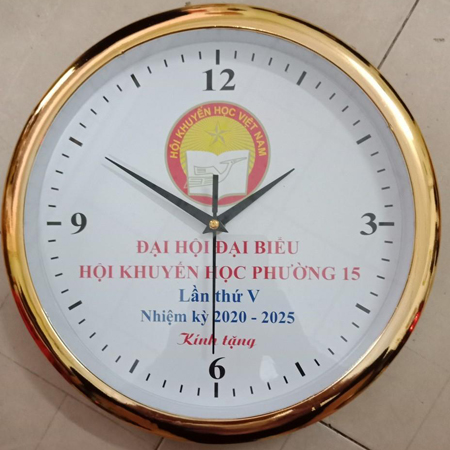 12
HỘI KHUYẾN HỌC VIỆT NAM
9
3
ĐẠI HỘI ĐẠI BIỂU
HỘI KHUYẾN HỌC PHƯỜNG 15
Lần thứ V
Nhiệm kỳ 2020 - 2025
Kính tặng
6